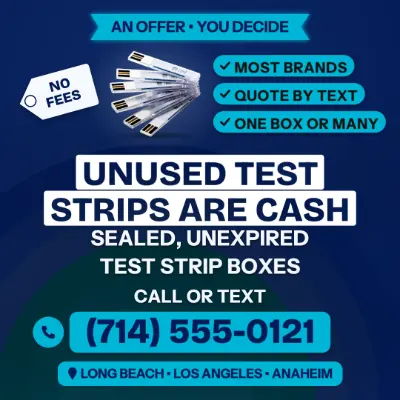 AN OFFER • YOU DECIDE
NO
FEES
MOST BRANDS
QUOTE BY TEXT
ONE BOX OR MANY
UNUSED TEST
STRIPS ARE CASH
SEALED, UNEXPIRED
TEST STRIP BOXES
CALL OR TEXT
(714) 555-0121
LONG BEACH • LOS ANGELES • ANAHEIM